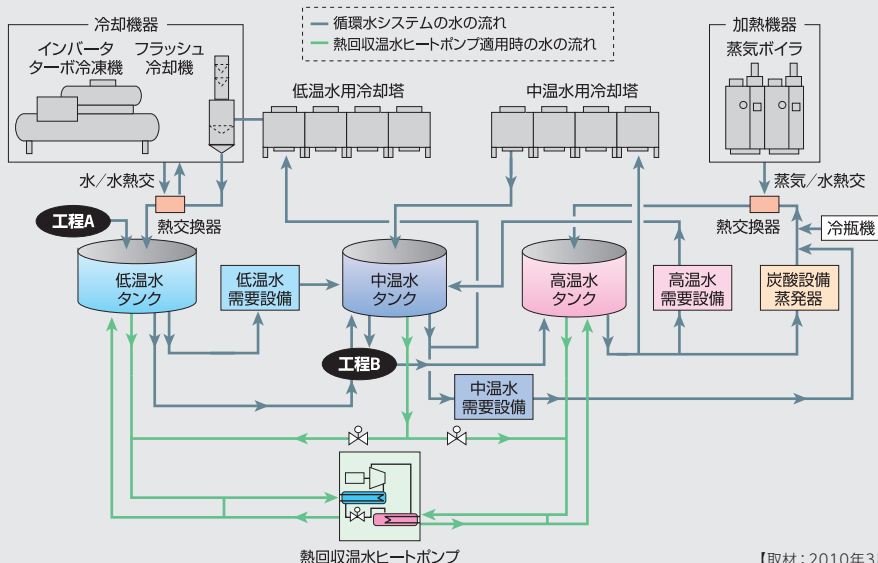 循環水システムの水の流れ
熱回収温水ヒートポンプ適用時の水の流れ
冷却機器
インバータ
ターボ冷凍機
フラッシュ
冷却機
低温水用冷却塔
中温水用冷却塔
加熱機器
蒸気ボイラ
水/水熱交
熱交換器
蒸気/水熱交
熱交換器
冷瓶機
工程A
低温水
タンク
低温水
需要設備
中温水
タンク
高温水
タンク
高温水
需要設備
炭酸設備
蒸発器
工程B
中温水
需要設備
熱回収温水ヒートポンプ
【取材：2010年3